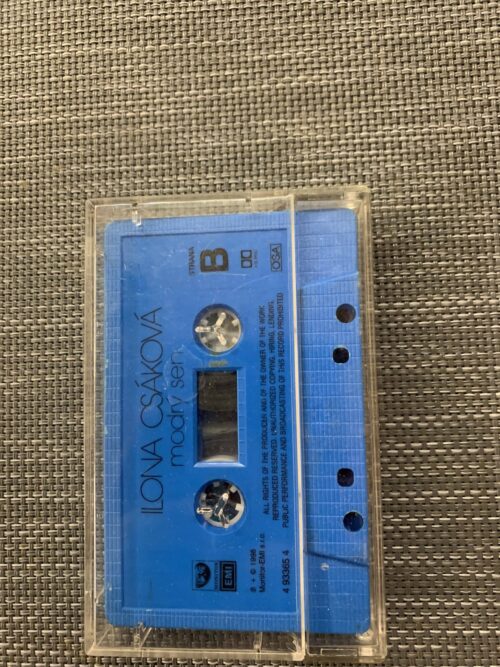 ILONA CSÁKOVÁ
modrý sen
STRANA
B
OSA
ALL RIGHTS OF THE PRODUCER AND OF THE OWNER OF THE WORK
REPRODUCED RESERVED. UNAUTHORIZED COPYING, HIRING, LENDING,
PUBLIC PERFORMANCE AND BROADCASTING OF THIS RECORD PROHIBITED
EMI
℗ + © 1998
Monitor-EMI s.r.o.
4 93365 4